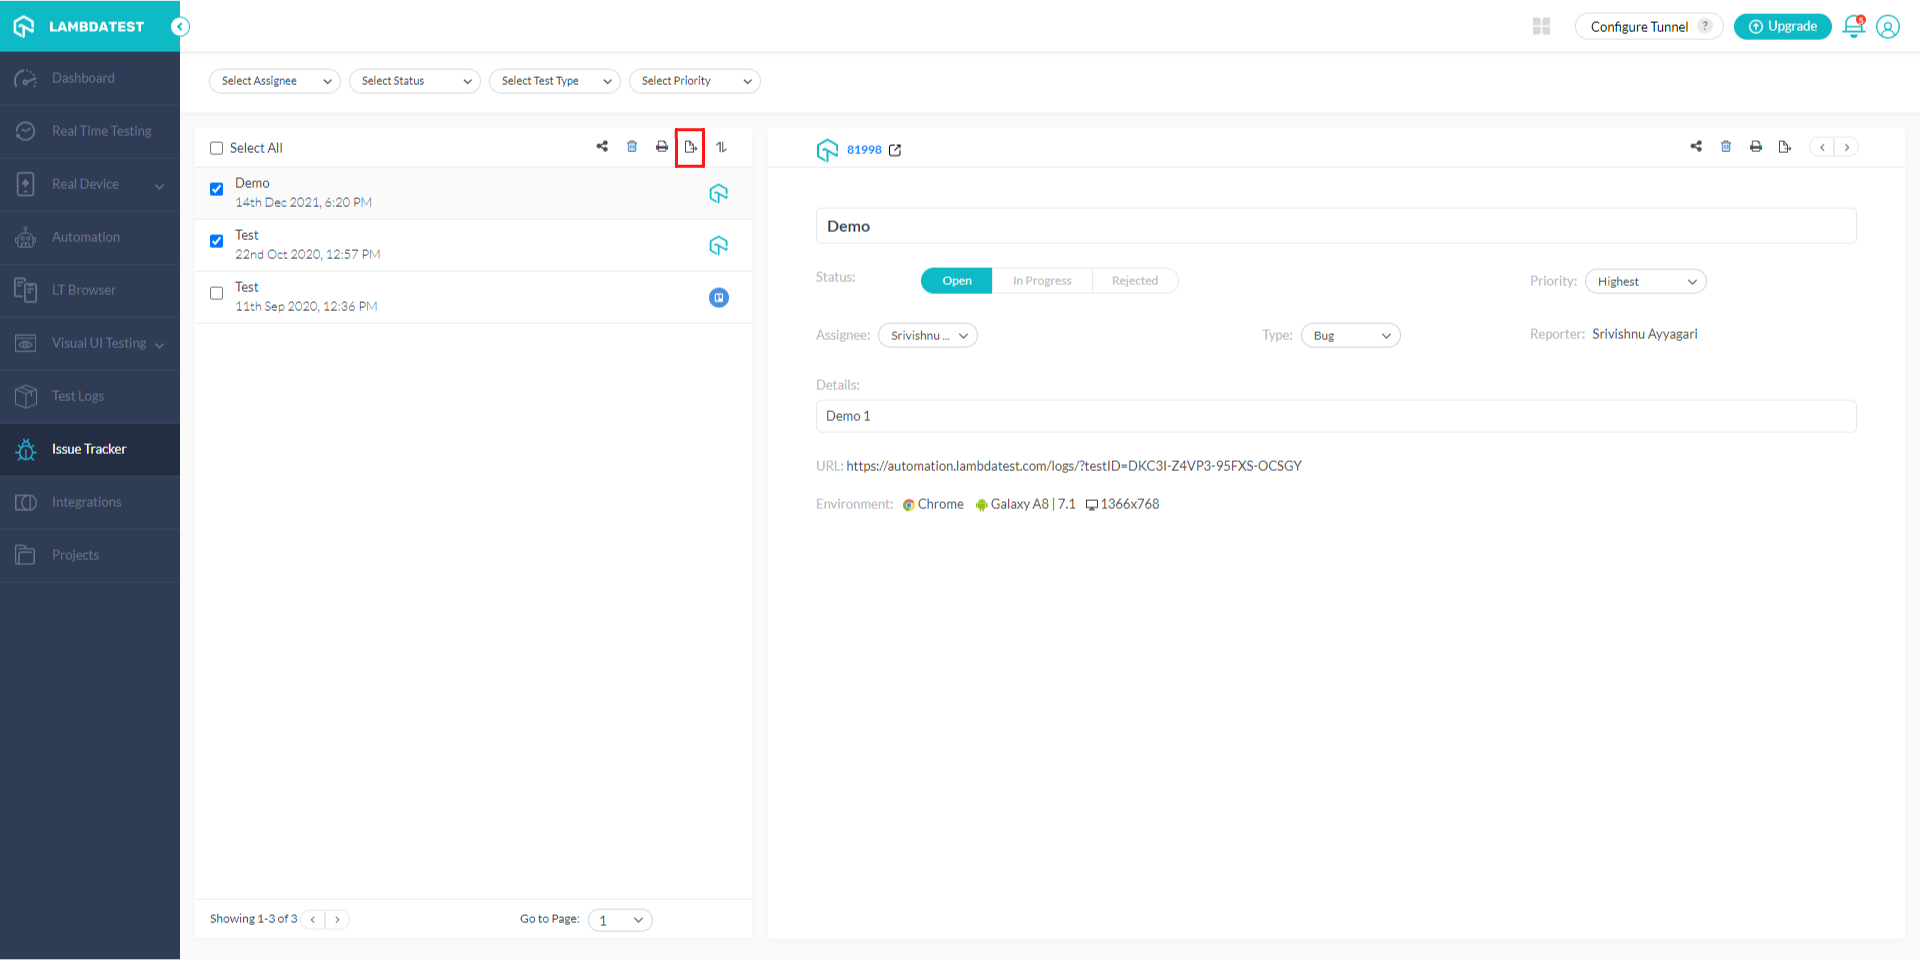 LAMBDATEST
Configure Tunnel ?
Upgrade
5
Dashboard
Real Time Testing
Real Device
Automation
LT Browser
Visual UI Testing
Test Logs
Issue Tracker
Integrations
Projects
Select Assignee
Select Status
Select Test Type
Select Priority
Select All
Demo
14th Dec 2021, 6:20 PM
Test
22nd Oct 2020, 12:57 PM
Test
11th Sep 2020, 12:36 PM
Showing 1-3 of 3
Go to Page: 1
81998
Demo
Status: Open In Progress Rejected
Priority: Highest
Assignee: Srivishnu ...
Type: Bug
Reporter: Srivishnu Ayyagari
Details:
Demo 1
URL: https://automation.lambdatest.com/logs/?testID=DKC3I-Z4VP3-95FXS-OCSGY
Environment: Chrome Galaxy A8 | 7.1 1366x768